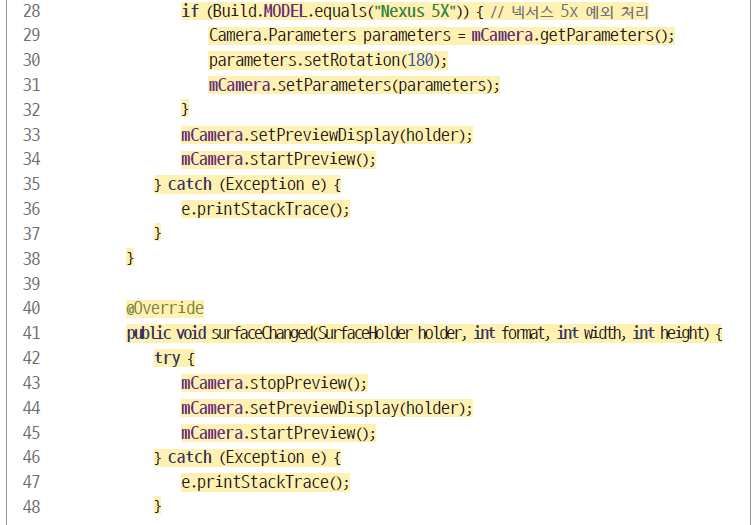 28 if (Build.MODEL.equals("Nexus 5X")) { // 넥서스 5x 예외 처리
29 Camera.Parameters parameters = mCamera.getParameters();
30 parameters.setRotation(180);
31 mCamera.setParameters(parameters);
32 }
33 mCamera.setPreviewDisplay(holder);
34 mCamera.startPreview();
35 } catch (Exception e) {
36 e.printStackTrace();
37 }
38 }
39
40 @Override
41 public void surfaceChanged(SurfaceHolder holder, int format, int width, int height) {
42 try {
43 mCamera.stopPreview();
44 mCamera.setPreviewDisplay(holder);
45 mCamera.startPreview();
46 } catch (Exception e) {
47 e.printStackTrace();
48 }